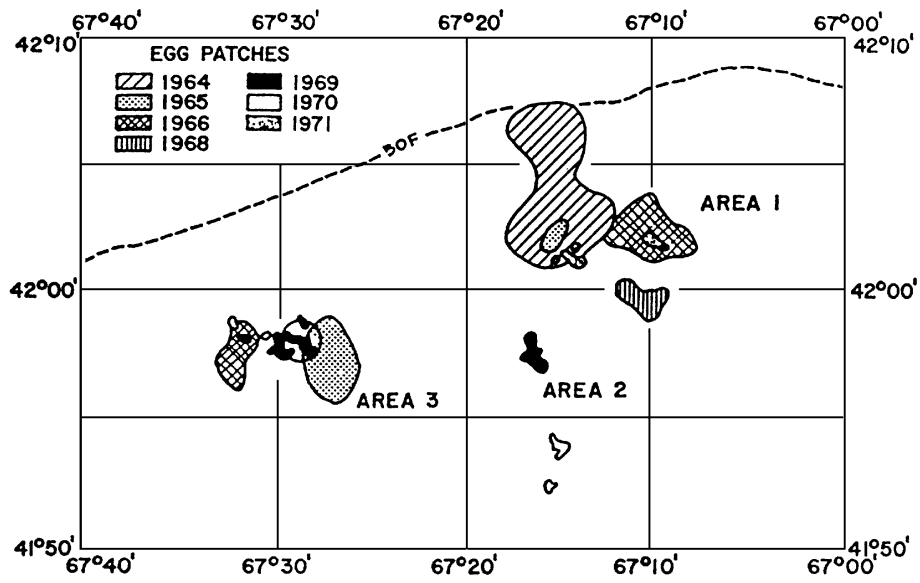 67°40' 67°30' 67°20' 67°10' 67°00'
42°10' 42°10'
EGG PATCHES
1964 1969
1965 1970
1966 1971
1968
50F
AREA 1
42°00' 42°00'
AREA 2
AREA 3
41°50' 41°50'
67°40' 67°30' 67°20' 67°10' 67°00'